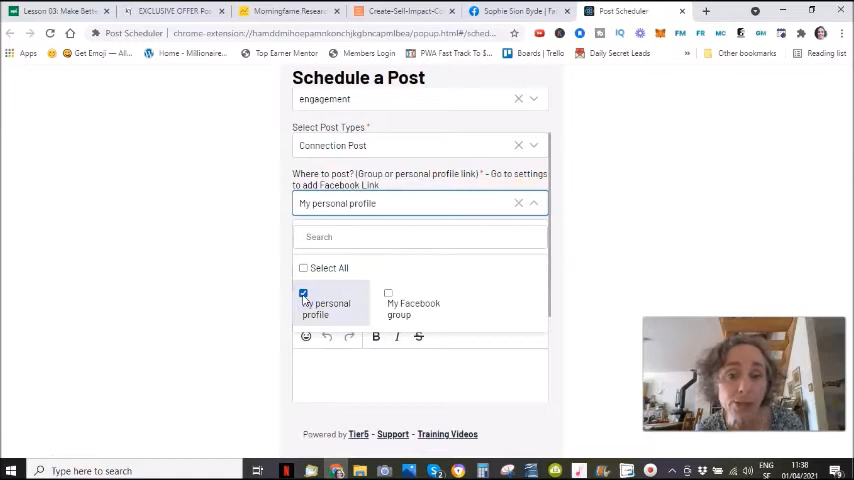 Lesson 03: Make Bette
EXCLUSIVE OFFER Po
Morningfame Resear
Create-Sell-Impact-Co
Sophie Sion Byde | Fa
Post Scheduler
Post Scheduler | chrome-extension://hamddmihoepamnkonchjkgbncapmlbea/popup.html#/sched...
Apps
Get Emoji — All Em...
Home - Millionaire...
Top Earner Mentor
Members Login
PWA Fast Track To $...
Boards | Trello
Daily Secret Leads
Other bookmarks
Reading list
Schedule a Post
engagement
Select Post Types *
Connection Post
Where to post? (Group or personal profile link) * - Go to settings
to add Facebook Link
My personal profile
Search
Select All
My personal
profile
My Facebook
group
B I S
Powered by Tier5 - Support - Training Videos
Type here to search
ENG
SF
11:38
01/04/2021